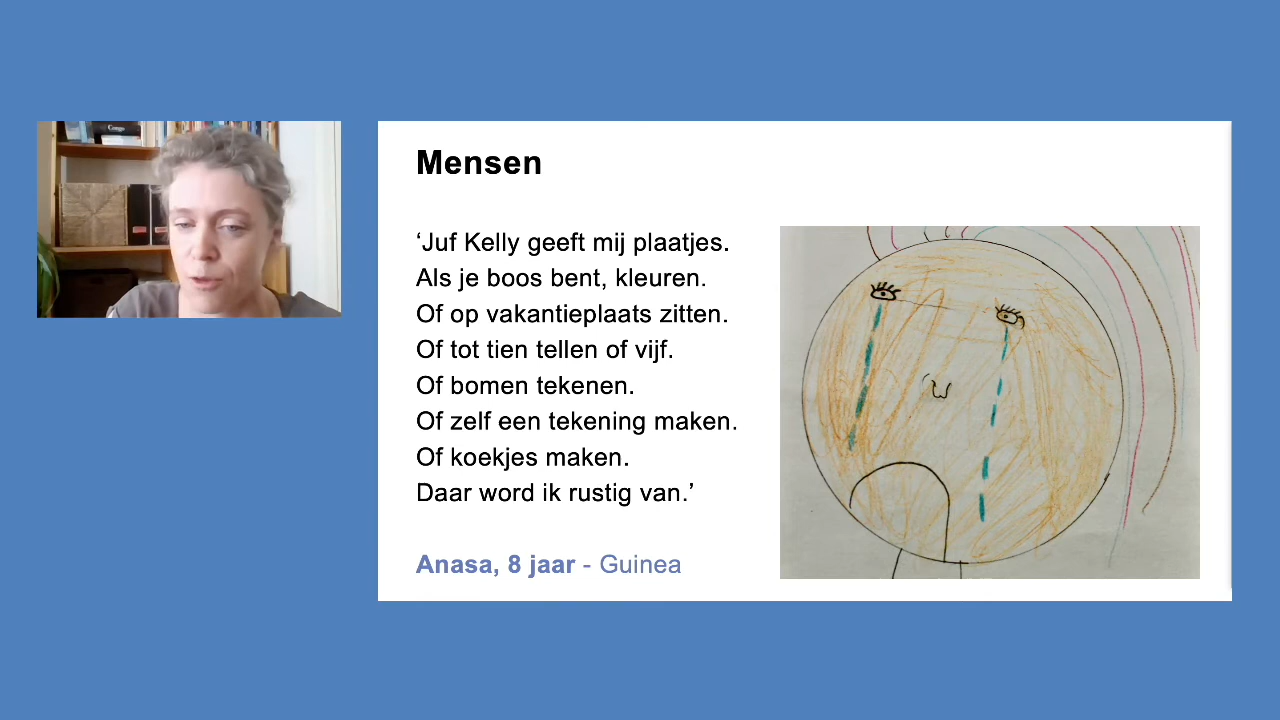 Mensen
‘Juf Kelly geeft mij plaatjes.
Als je boos bent, kleuren.
Of op vakantieplaats zitten.
Of tot tien tellen of vijf.
Of bomen tekenen.
Of zelf een tekening maken.
Of koekjes maken.
Daar word ik rustig van.’
Anasa, 8 jaar - Guinea